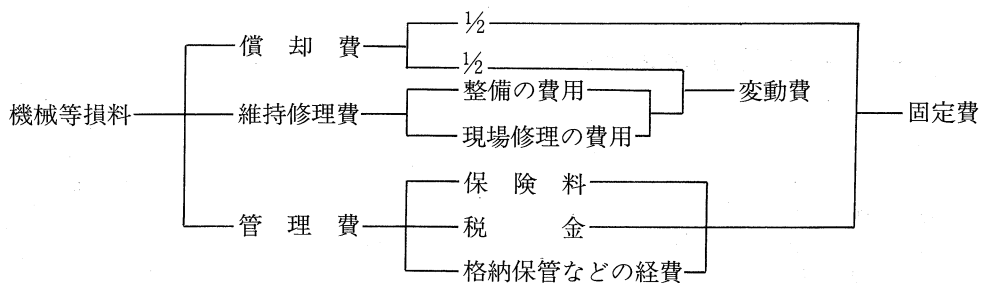 ½
償却費
½
整備の費用
変動費
機械等損料
維持修理費
固定費
現場修理の費用
保険料
管理費
税金
格納保管などの経費